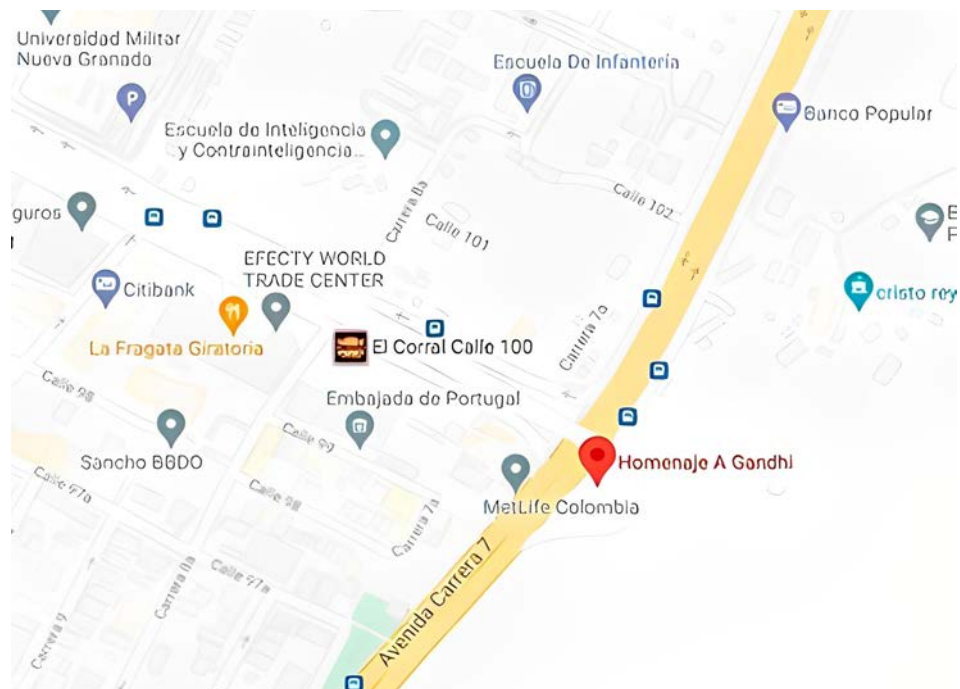 Universidad Militar
Nueva Granada
P
Escuela De Infantería
Banco Popular
Escuela de Inteligencia
y Contrainteligencia...
Carrera 8a
Calle 102
guros
Calle 101
EFECTY WORLD
TRADE CENTER
Citibank
cristo rey
La Fragata Giratoria
El Corral Calle 100
Carrera 7a
Calle 98
Embajada de Portugal
Calle 99
Sancho BBDO
Homenaje A Gandhi
Calle 97a
Calle 98
MetLife Colombia
Carrera 7a
Avenida Carrera 7
Calle 97a
Carrera 8a
Carrera 9